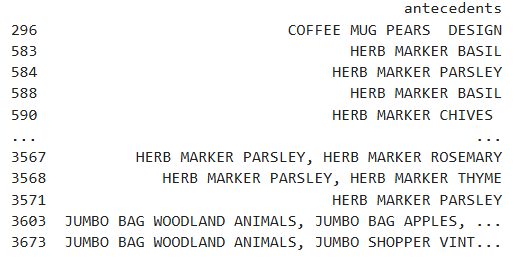 antecedents
296 COFFEE MUG PEARS  DESIGN
583 HERB MARKER BASIL
584 HERB MARKER PARSLEY
588 HERB MARKER BASIL
590 HERB MARKER CHIVES
... ...
3567 HERB MARKER PARSLEY, HERB MARKER ROSEMARY
3568 HERB MARKER PARSLEY, HERB MARKER THYME
3571 HERB MARKER PARSLEY
3603 JUMBO BAG WOODLAND ANIMALS, JUMBO BAG APPLES, ...
3673 JUMBO BAG WOODLAND ANIMALS, JUMBO SHOPPER VINT...